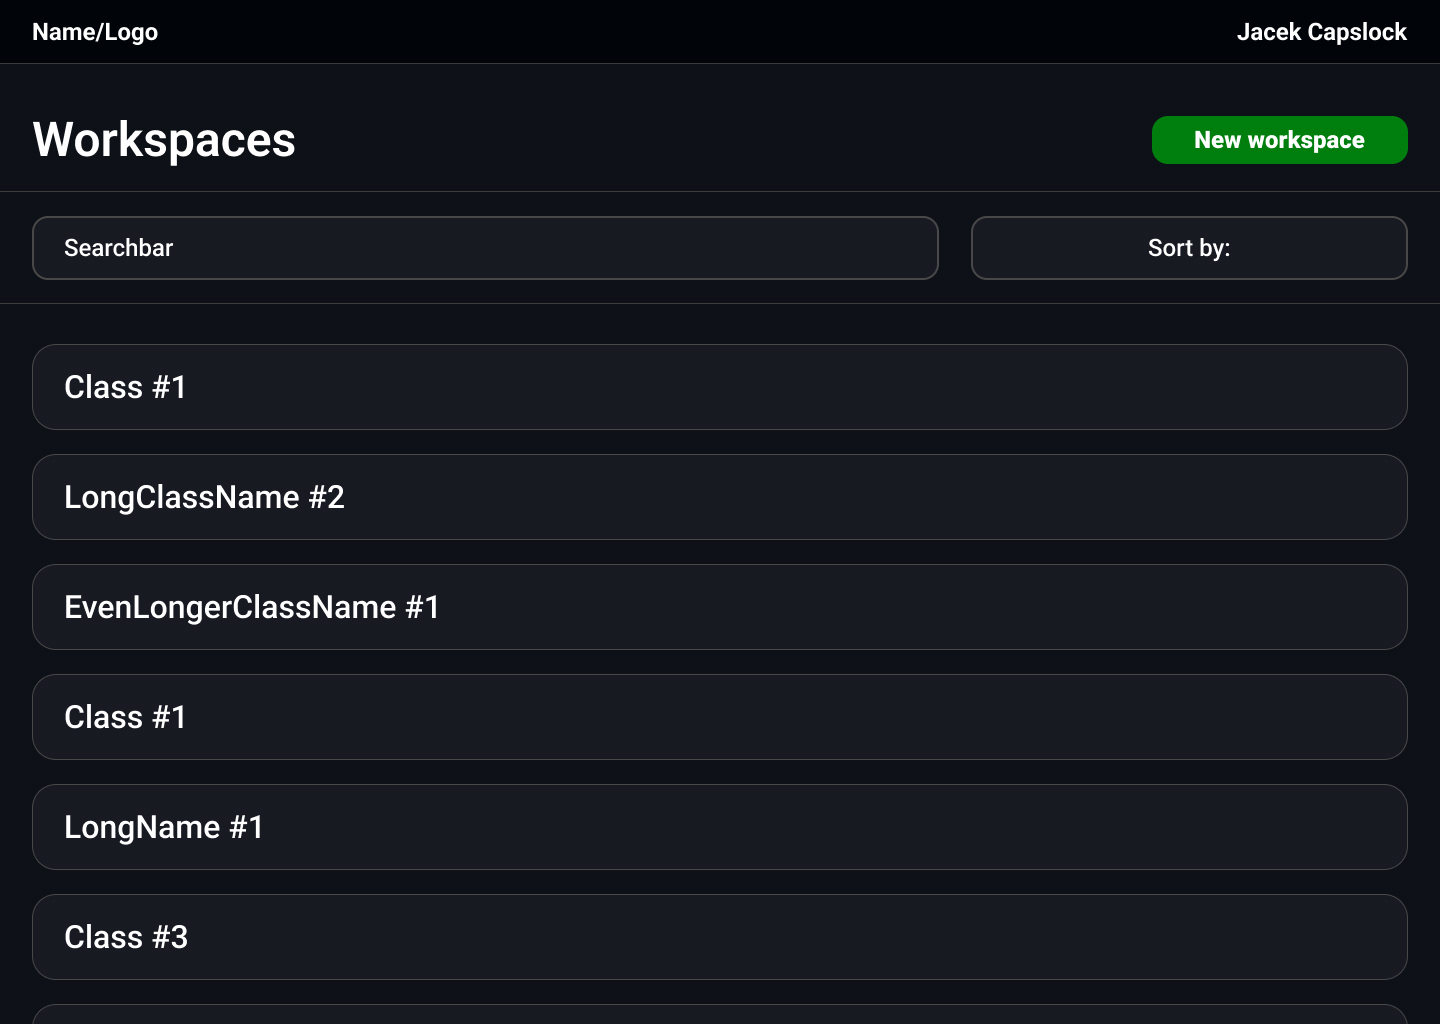 Name/Logo
Jacek Capslock
Workspaces
New workspace
Searchbar
Sort by:
Class #1
LongClassName #2
EvenLongerClassName #1
Class #1
LongName #1
Class #3